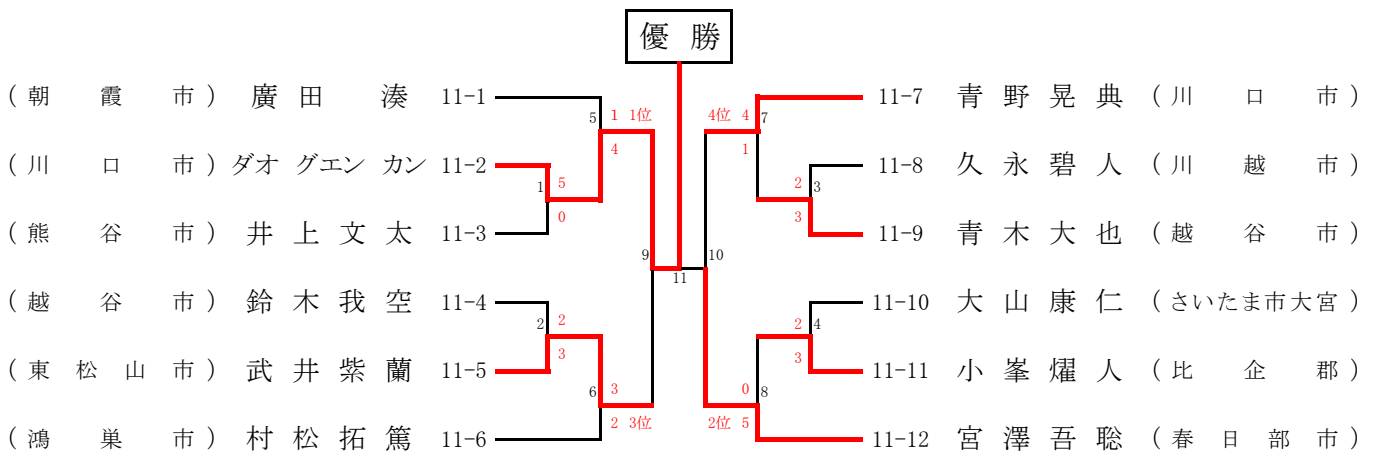 優 勝
(朝霞市) 廣田 湊 11-1
11-7 青野晃典 (川口市)
5 1 1位
4位 4 7
4
1
(川口市) ダオ グエン カン 11-2
11-8 久永碧人 (川越市)
1 5
2 3
0
3
(熊谷市) 井上文太 11-3
11-9 青木大也 (越谷市)
9
10
11
(越谷市) 鈴木我空 11-4
11-10 大山康仁 (さいたま市大宮)
2 2
2 4
3
3
(東松山市) 武井紫蘭 11-5
11-11 小峯燿人 (比企郡)
6 3
0 8
2 3位
2位 5
(鴻巣市) 村松拓篤 11-6
11-12 宮澤吾聡 (春日部市)